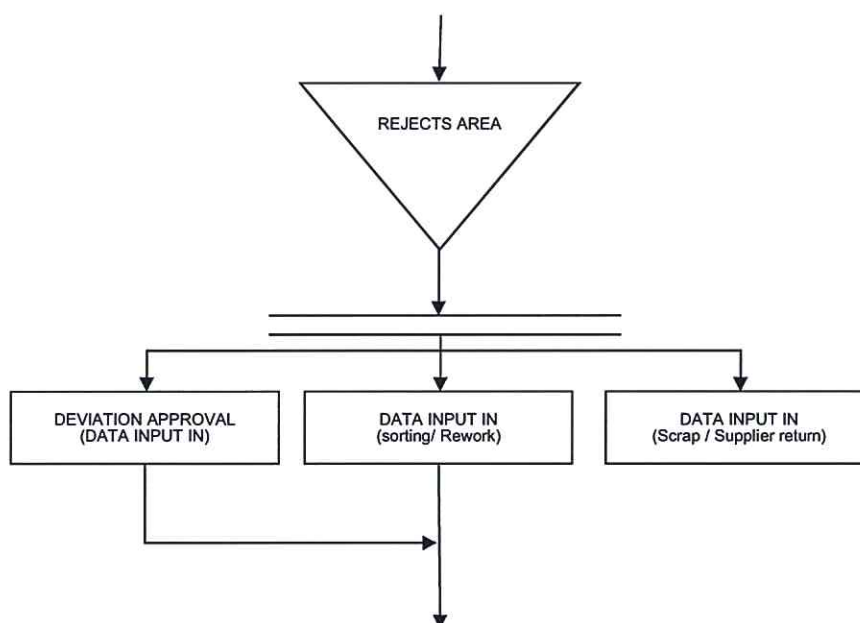 REJECTS AREA
DEVIATION APPROVAL
(DATA INPUT IN)
DATA INPUT IN
(sorting/ Rework)
DATA INPUT IN
(Scrap / Supplier return)